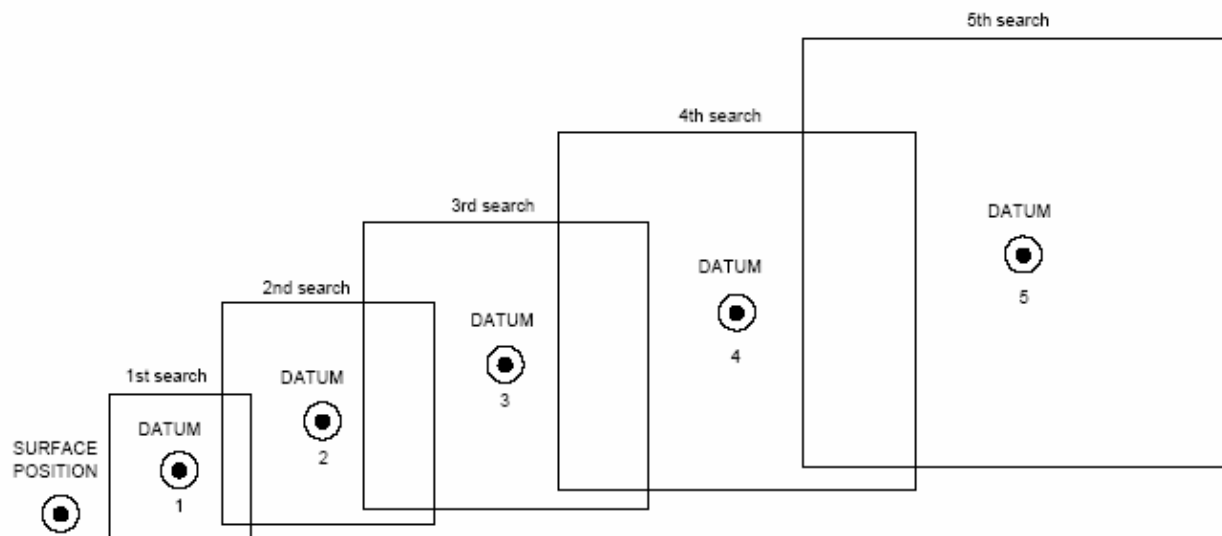 5th search
4th search
DATUM
5
3rd search
DATUM
4
2nd search
DATUM
3
1st search
DATUM
2
DATUM
1
SURFACE
POSITION